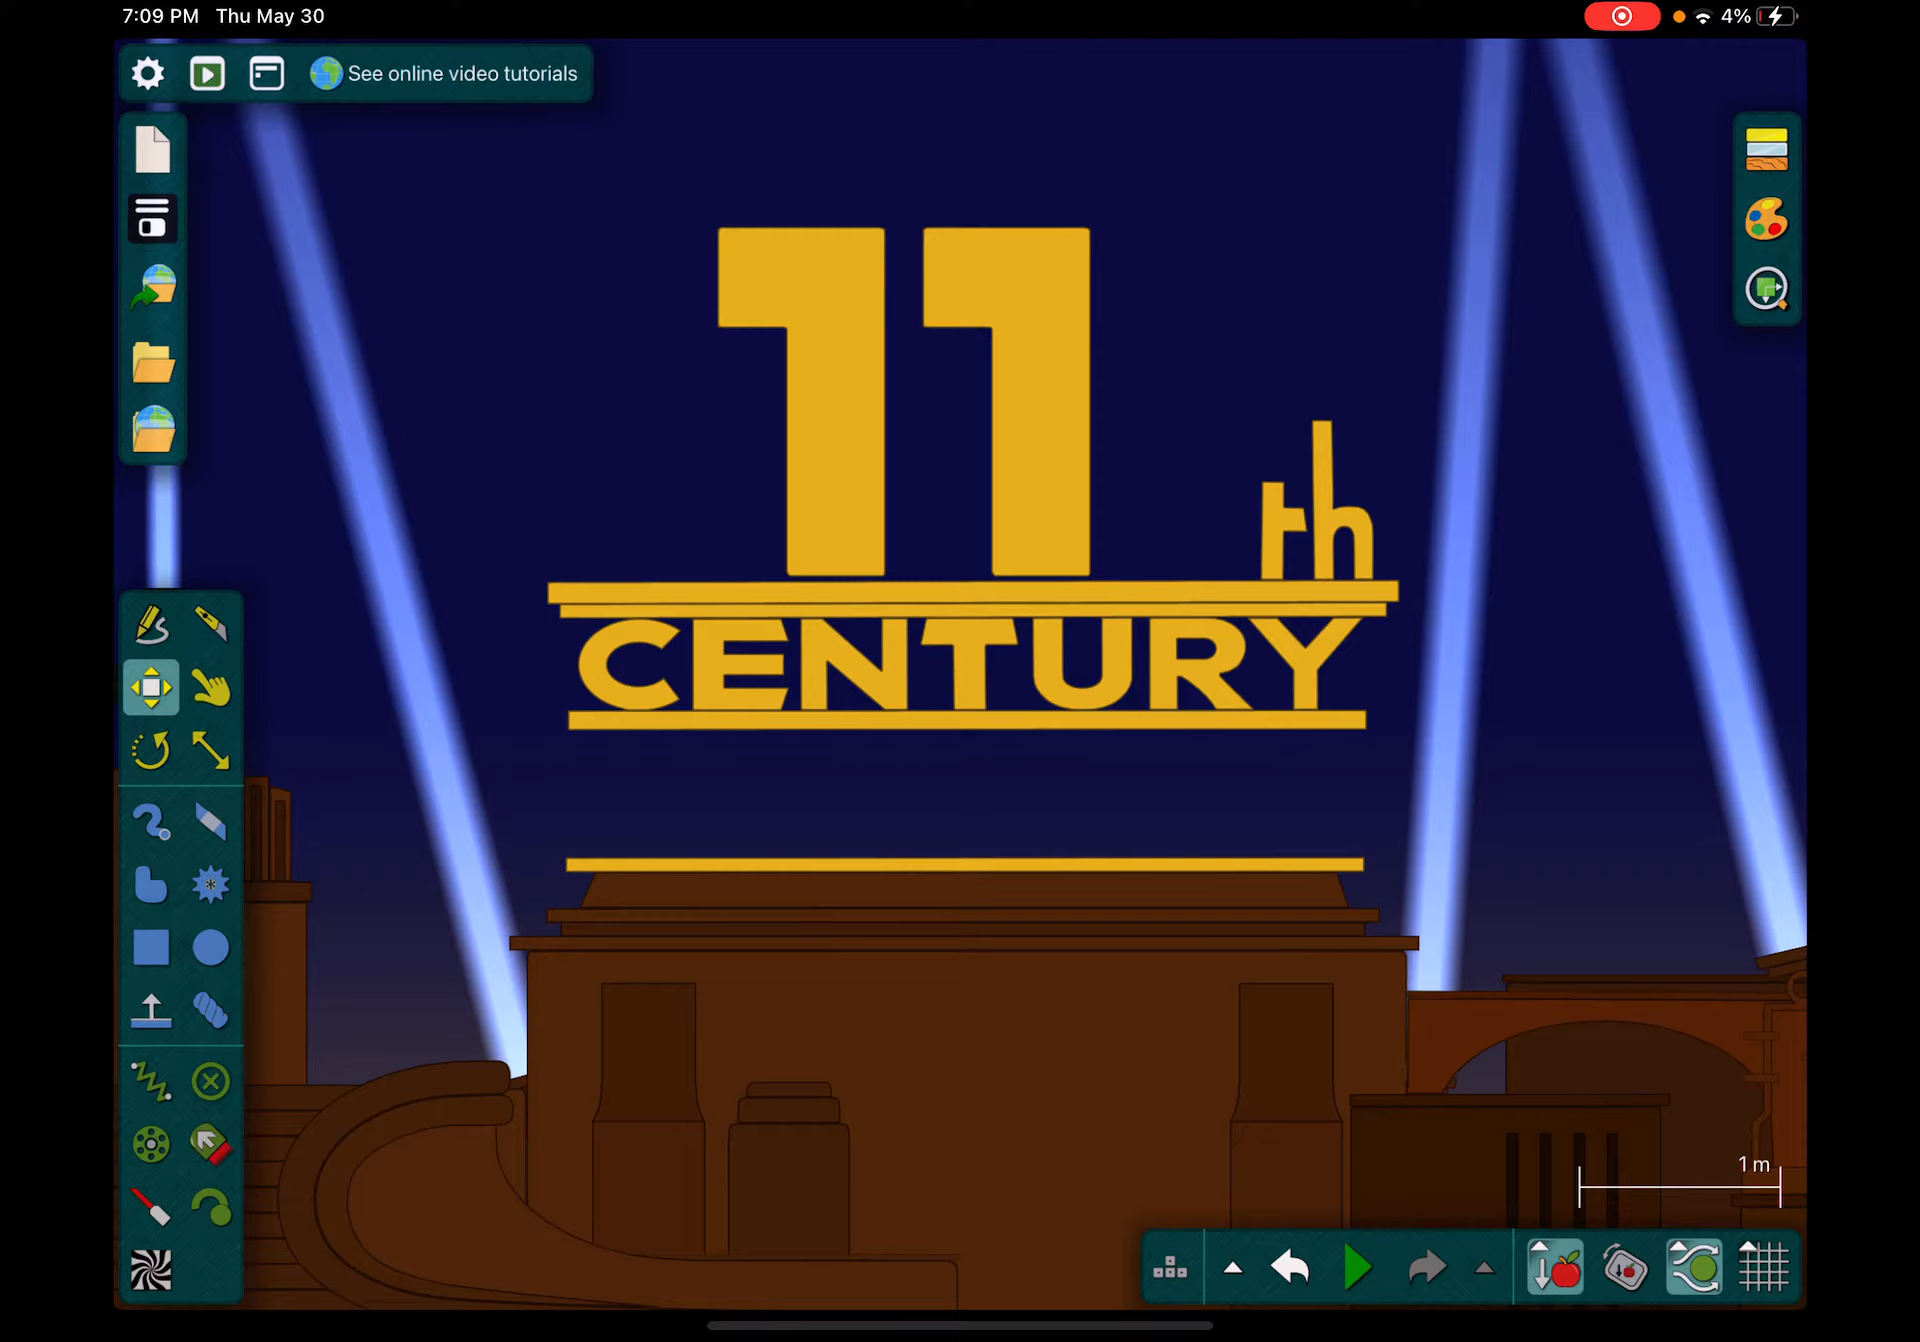 7:09 PM Thu May 30
4%
See online video tutorials
11
th
CENTURY
1 m